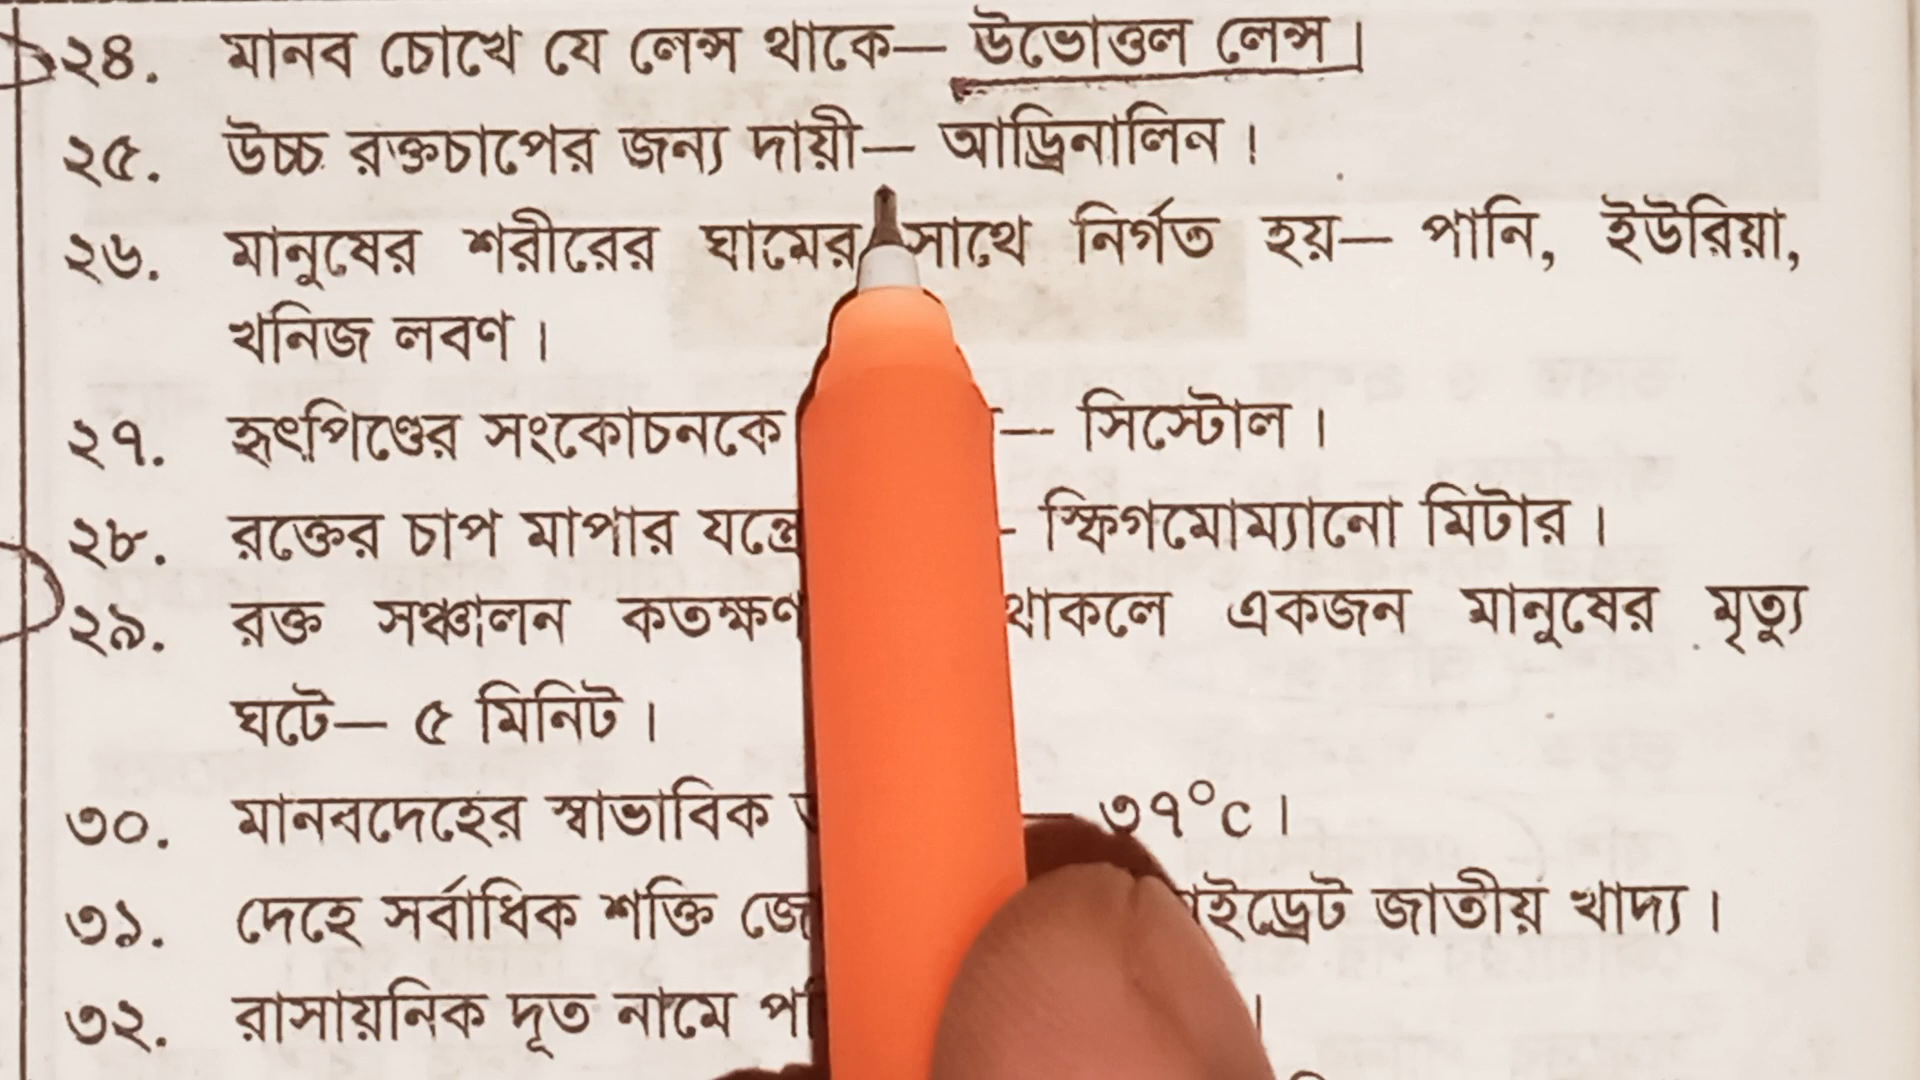 ২৪. মানব চোখে যে লেন্স থাকে— উভোত্তল লেন্স।
২৫. উচ্চ রক্তচাপের জন্য দায়ী— আড্রিনালিন।
২৬. মানুষের শরীরের ঘামের সাথে নির্গত হয়— পানি, ইউরিয়া,
খনিজ লবণ।
২৭. হৃৎপিণ্ডের সংকোচনকে — সিস্টোল।
২৮. রক্তের চাপ মাপার - স্ফিগমোম্যানো মিটার।
২৯. রক্ত সঞ্চালন কতক্ষণ থাকলে একজন মানুষের মৃত্যু
ঘটে— ৫ মিনিট।
৩০. মানবদেহের স্বাভাবিক — ৩৭°c।
৩১. দেহে সর্বাধিক শক্তি জাতীয় খাদ্য।
৩২. রাসায়নিক দূত নামে